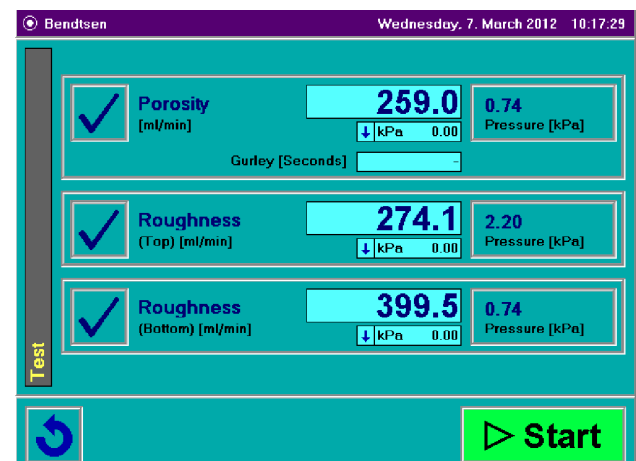 Bendtsen Wednesday, 7. March 2012 10:17:29
Porosity 259.0 0.74
[ml/min] kPa 0.00 Pressure [kPa]
Gurley [Seconds] -
Roughness 274.1 2.20
(Top) [ml/min] kPa 0.00 Pressure [kPa]
Roughness 399.5 0.74
(Bottom) [ml/min] kPa 0.00 Pressure [kPa]
Test
Start